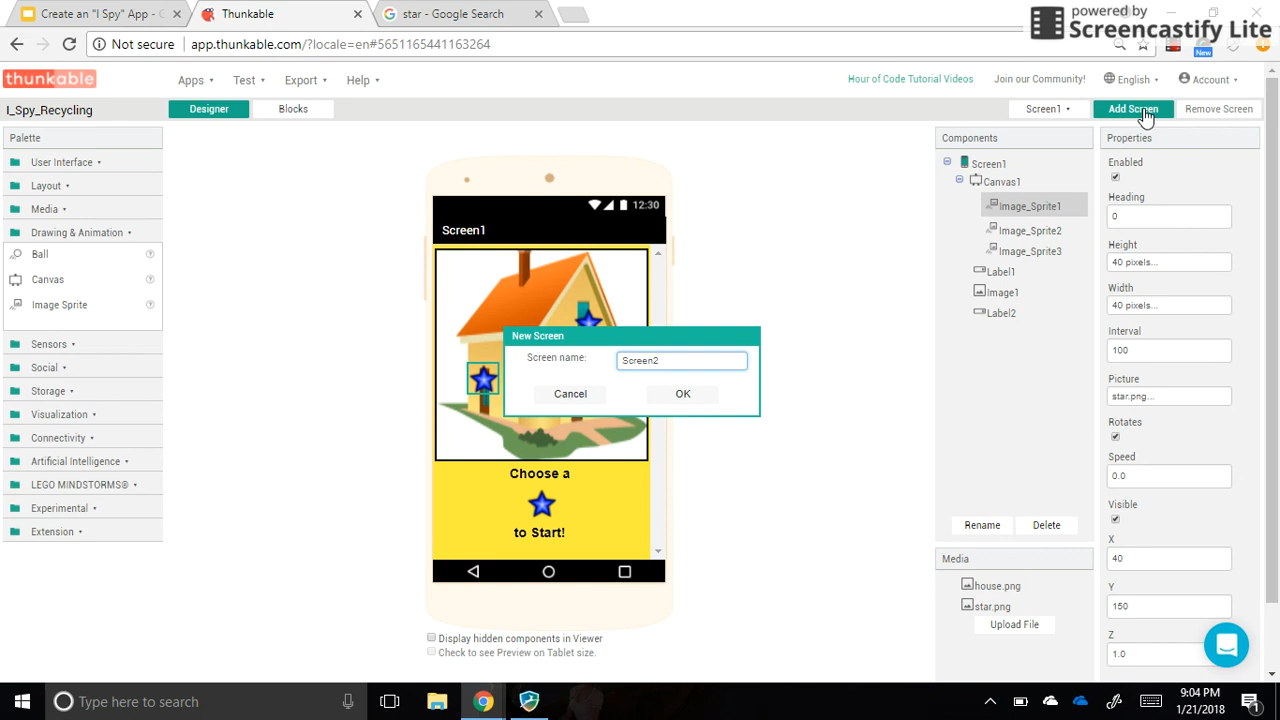 Create an "I Spy" App - G
Thunkable
star - Google Search
powered by
Screencastify Lite
Not secure
app.thunkable.com/?locale=en#5651165441163264
New
thunkable
Apps
Test
Export
Help
Hour of Code Tutorial Videos
Join our Community!
English
Account
I_Spy_Recycling
Designer
Blocks
Screen1
Add Screen
Remove Screen
Palette
User Interface
Layout
Media
Drawing & Animation
Ball
Canvas
Image Sprite
Sensors
Social
Storage
Visualization
Connectivity
Artificial Intelligence
LEGO MINDSTORMS®
Experimental
Extension
12:30
Screen1
New Screen
Screen name:
Screen2
Cancel
OK
Choose a
to Start!
Display hidden components in Viewer
Check to see Preview on Tablet size.
Components
Screen1
Canvas1
Image_Sprite1
Image_Sprite2
Image_Sprite3
Label1
Image1
Label2
Rename
Delete
Media
house.png
star.png
Upload File
Properties
Enabled
Heading
0
Height
40 pixels...
Width
40 pixels...
Interval
100
Picture
star.png...
Rotates
Speed
0.0
Visible
X
40
Y
150
Z
1.0
Type here to search
9:04 PM
1/21/2018
1